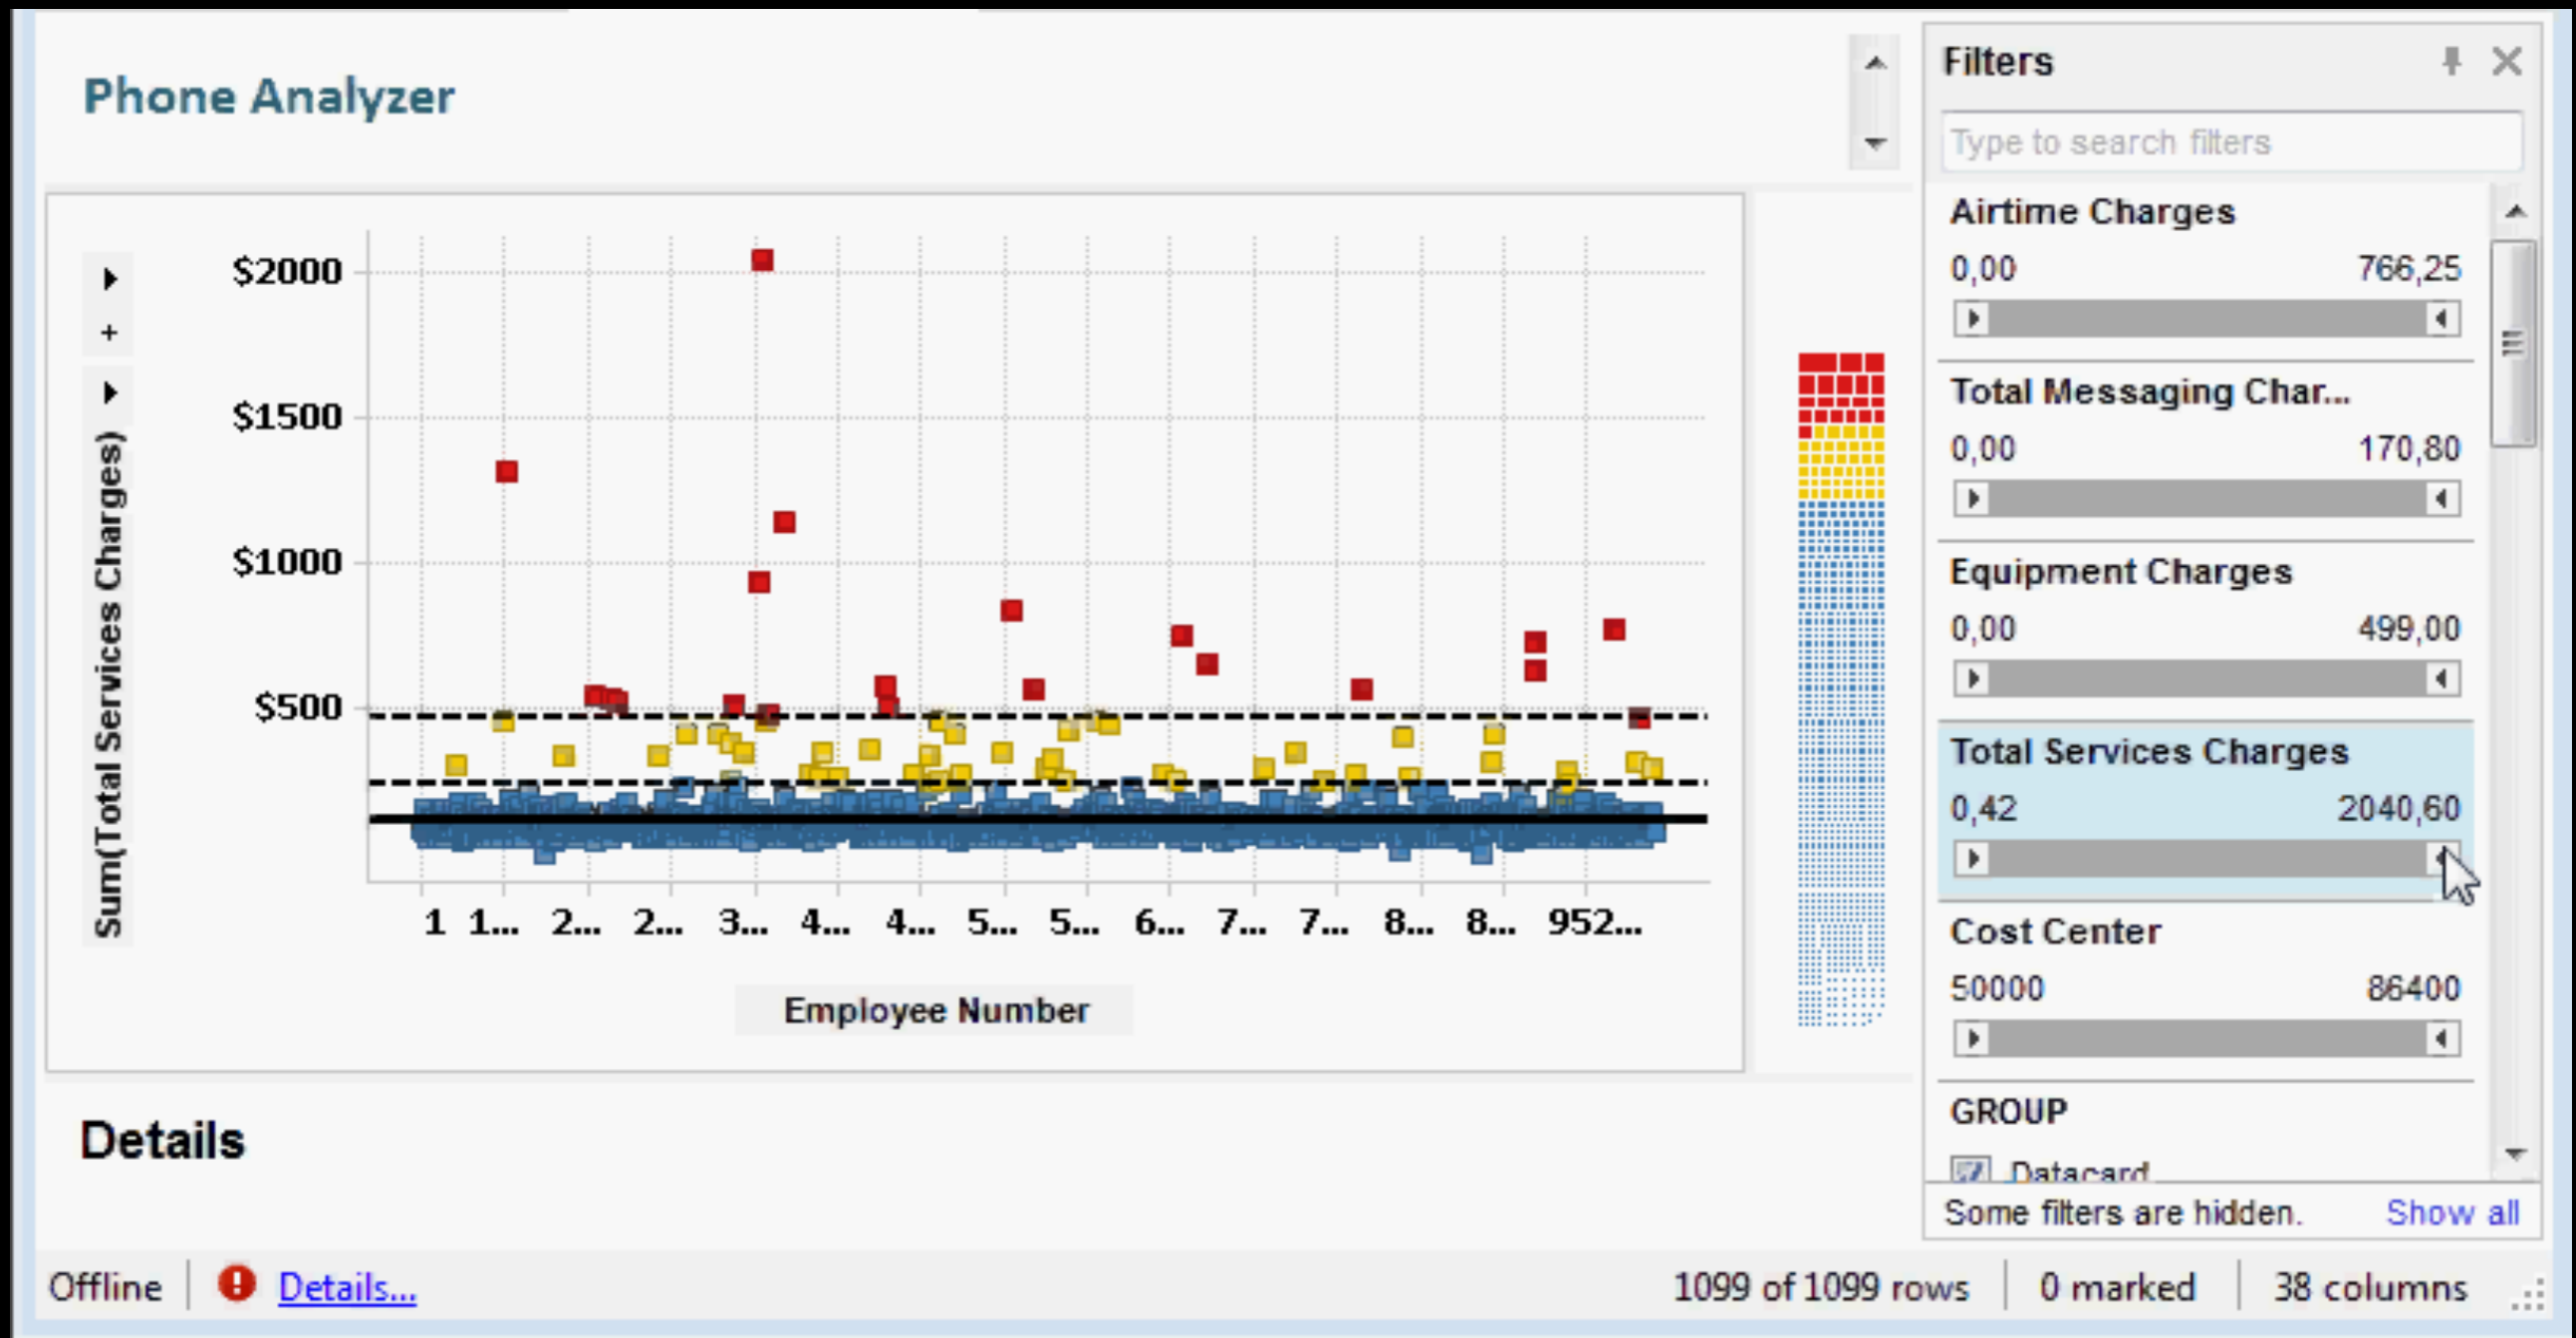 Phone Analyzer
$2000
$1500
$1000
$500
Sum(Total Services Charges)
1 1... 2... 2... 3... 4... 4... 5... 5... 6... 7... 7... 8... 8... 952...
Employee Number
Details
Filters
Type to search filters
Airtime Charges
0,00 766,25
Total Messaging Char...
0,00 170,80
Equipment Charges
0,00 499,00
Total Services Charges
0,42 2040,60
Cost Center
50000 86400
GROUP
Datacard
Some filters are hidden. Show all
Offline Details... 1099 of 1099 rows 0 marked 38 columns